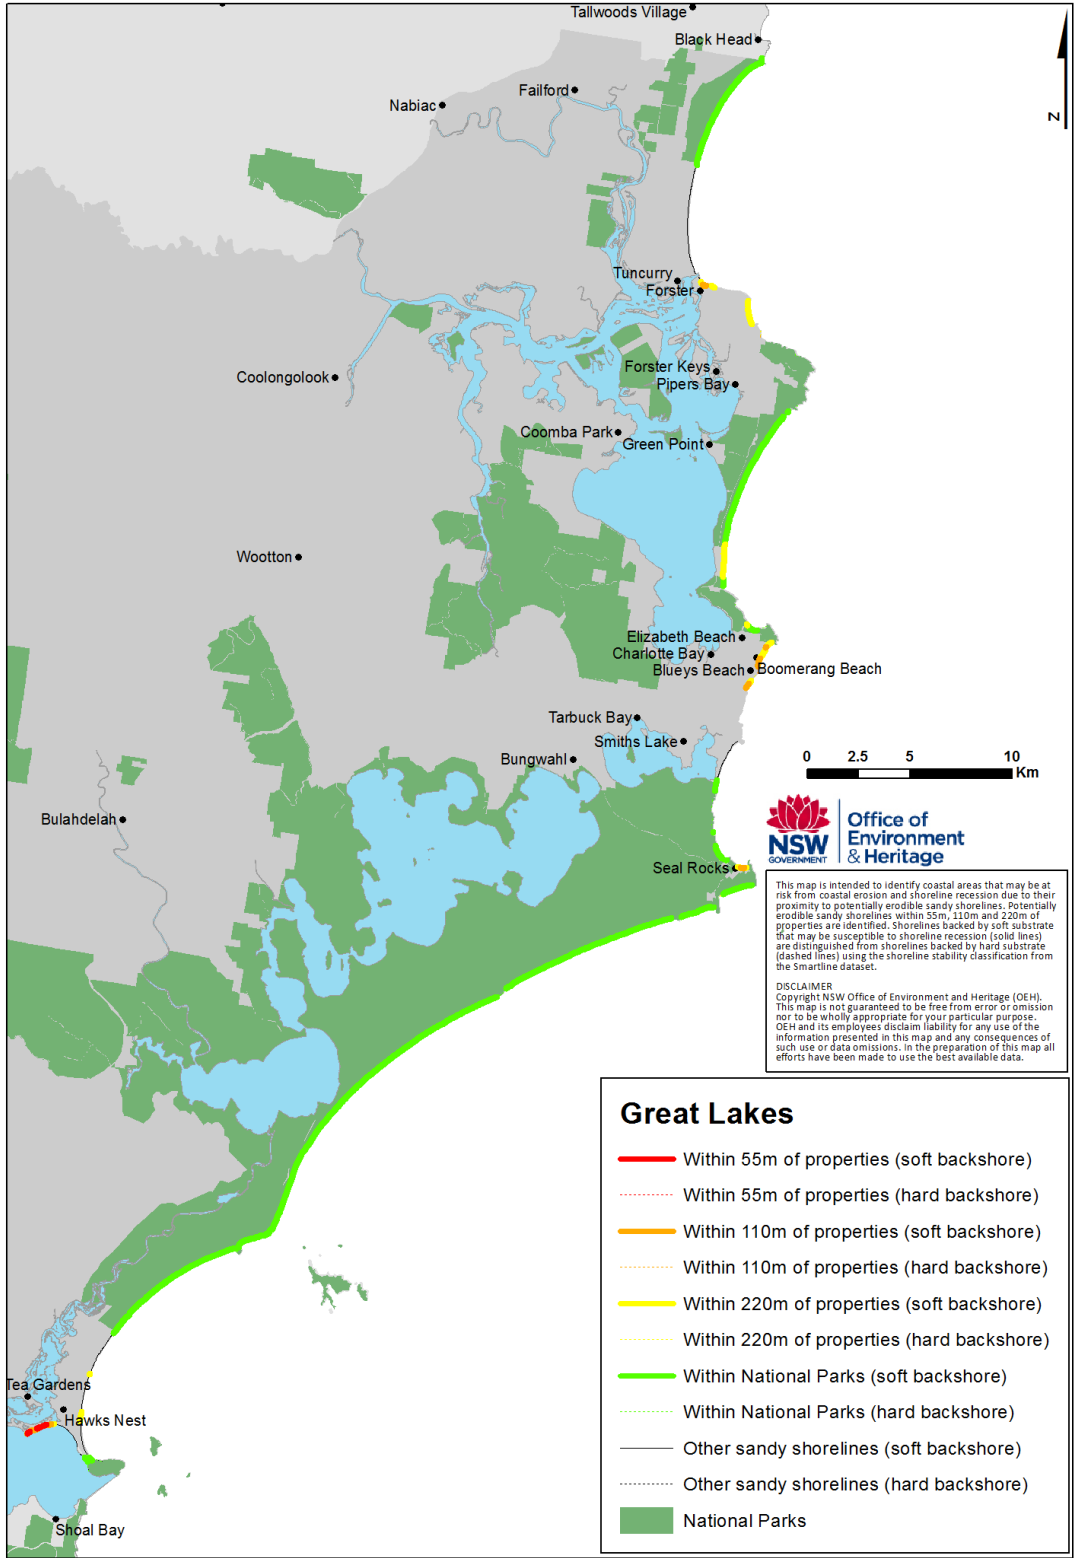 Tallwoods Village
Black Head
Failford
Nabiac
N
Tuncurry
Forster
Forster Keys
Pipers Bay
Coolongolook
Coomba Park
Green Point
Wootton
Elizabeth Beach
Charlotte Bay
Blueys Beach
Boomerang Beach
Tarbuck Bay
Smiths Lake
Bungwahl
0 2.5 5 10
Km
Bulahdelah
Seal Rocks
NSW
GOVERNMENT
Office of
Environment
& Heritage
This map is intended to identify coastal areas that may be at
risk from coastal erosion and shoreline recession due to their
proximity to potentially erodible sandy shorelines. Potentially
erodible sandy shorelines within 55m, 110m and 220m of
properties are identified. Shorelines backed by soft substrate
that may be susceptible to shoreline recession (solid lines)
are distinguished from shorelines backed by hard substrate
(dashed lines) using the shoreline stability classification from
the Smartline dataset.
DISCLAIMER
Copyright NSW Office of Environment and Heritage (OEH).
This map is not guaranteed to be free from error or omission
nor to be wholly appropriate for your particular purpose.
OEH and its employees disclaim liability for any use of the
information presented in this map and any consequences of
such use or data omissions. In the preparation of this map all
efforts have been made to use the best available data.
Great Lakes
Within 55m of properties (soft backshore)
Within 55m of properties (hard backshore)
Within 110m of properties (soft backshore)
Within 110m of properties (hard backshore)
Within 220m of properties (soft backshore)
Within 220m of properties (hard backshore)
Within National Parks (soft backshore)
Within National Parks (hard backshore)
Other sandy shorelines (soft backshore)
Other sandy shorelines (hard backshore)
National Parks
Tea Gardens
Hawks Nest
Shoal Bay